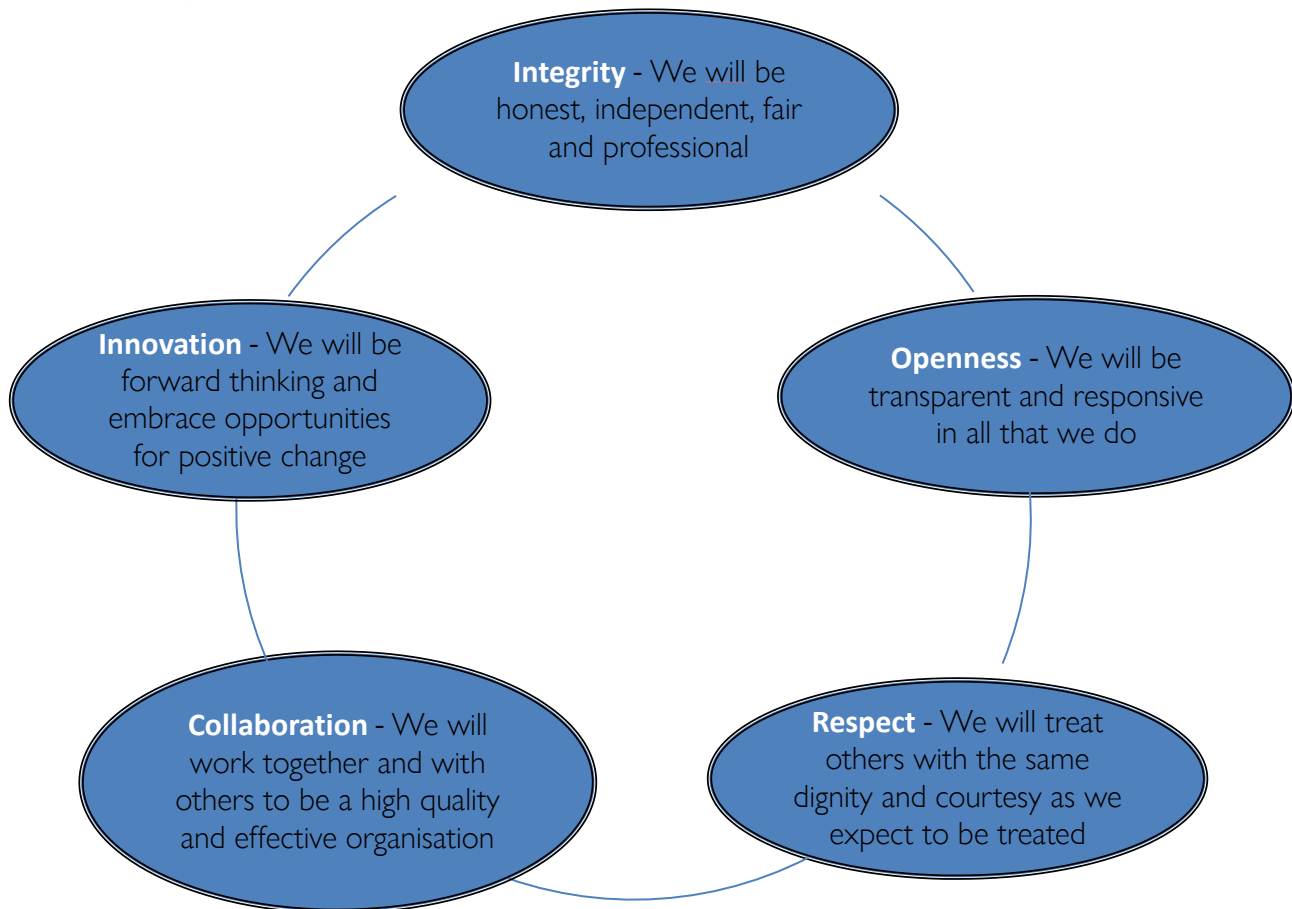 Integrity - We will be
honest, independent, fair
and professional
Innovation - We will be
forward thinking and
embrace opportunities
for positive change
Openness - We will be
transparent and responsive
in all that we do
Collaboration - We will
work together and with
others to be a high quality
and effective organisation
Respect - We will treat
others with the same
dignity and courtesy as we
expect to be treated